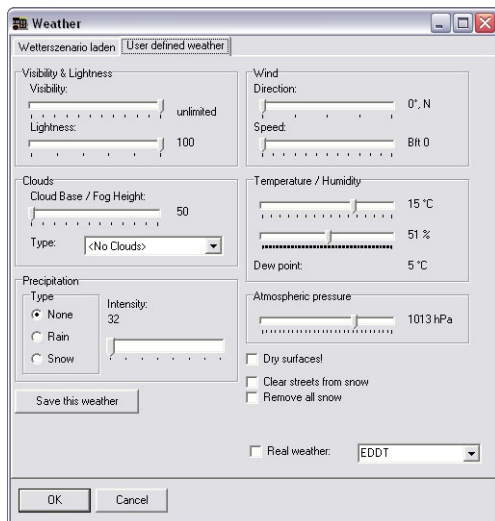 Weather
Wetterszenario laden
User defined weather
Visibility & Lightness
Visibility:
unlimited
Lightness:
100
Clouds
Cloud Base / Fog Height:
50
Type:
<No Clouds>
Precipitation
Type
None
Rain
Snow
Intensity:
32
Save this weather
Wind
Direction:
0°, N
Speed:
Bft 0
Temperature / Humidity
15 °C
51 %
Dew point:
5 °C
Atmospheric pressure
1013 hPa
Dry surfaces!
Clear streets from snow
Remove all snow
Real weather:
EDDT
OK
Cancel